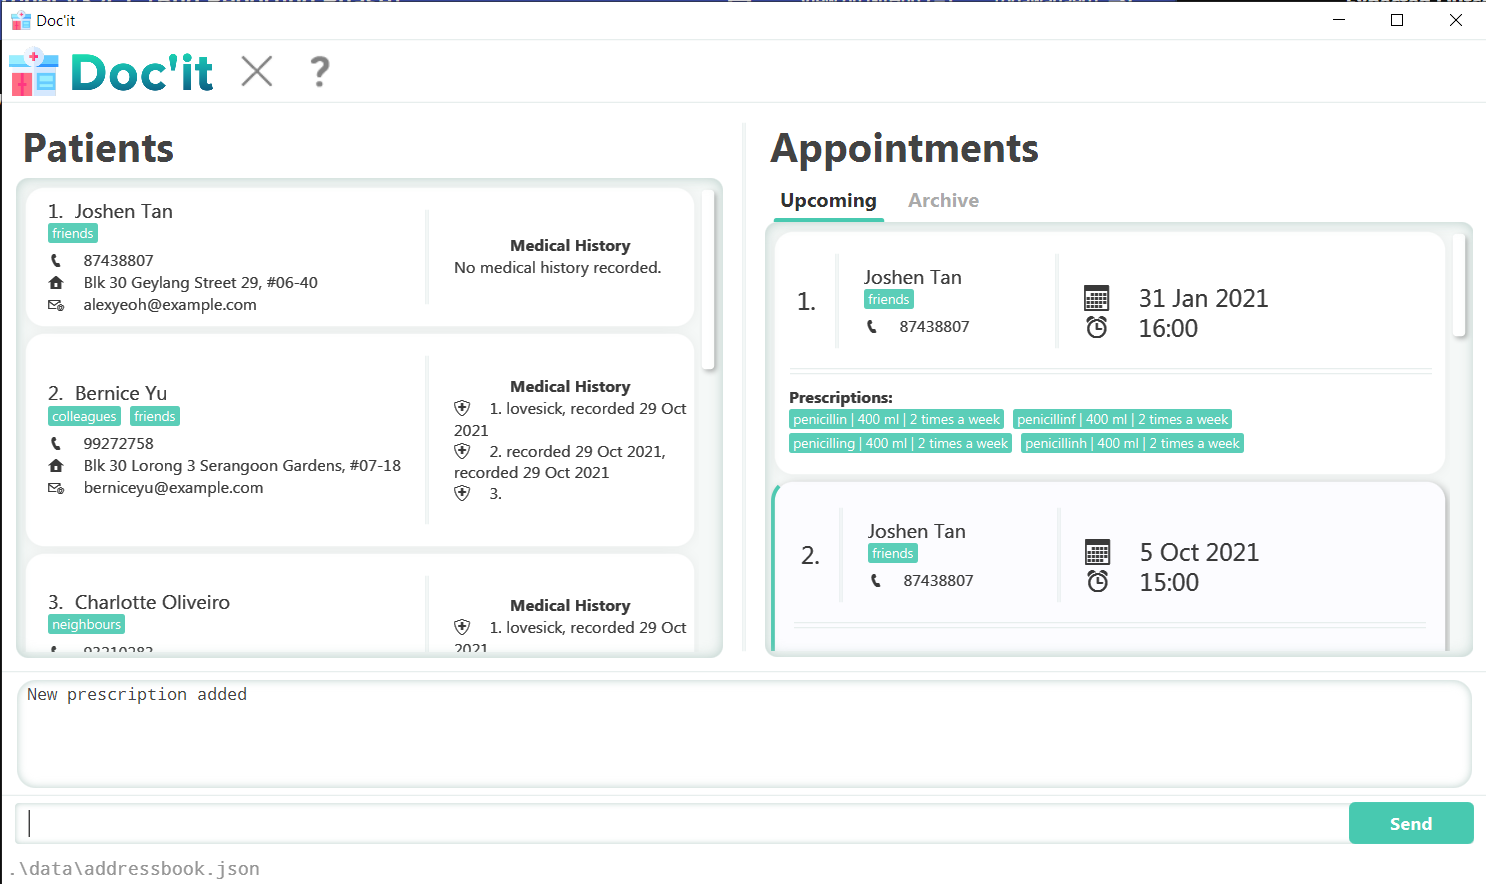 Doc'it
Doc'it
?
Patients
1. Joshen Tan
friends
87438807
Blk 30 Geylang Street 29, #06-40
alexyeoh@example.com
Medical History
No medical history recorded.
2. Bernice Yu
colleagues friends
99272758
Blk 30 Lorong 3 Serangoon Gardens, #07-18
berniceyu@example.com
Medical History
1. lovesick, recorded 29 Oct
2021
2. recorded 29 Oct 2021,
recorded 29 Oct 2021
3.
3. Charlotte Oliveiro
neighbours
93210283
Medical History
1. lovesick, recorded 29 Oct
2021
Appointments
Upcoming Archive
1.
Joshen Tan
friends
87438807
31 Jan 2021
16:00
Prescriptions:
penicillin | 400 ml | 2 times a week penicillinf | 400 ml | 2 times a week
penicilling | 400 ml | 2 times a week penicillinh | 400 ml | 2 times a week
2.
Joshen Tan
friends
87438807
5 Oct 2021
15:00
New prescription added
Send
.\data\addressbook.json